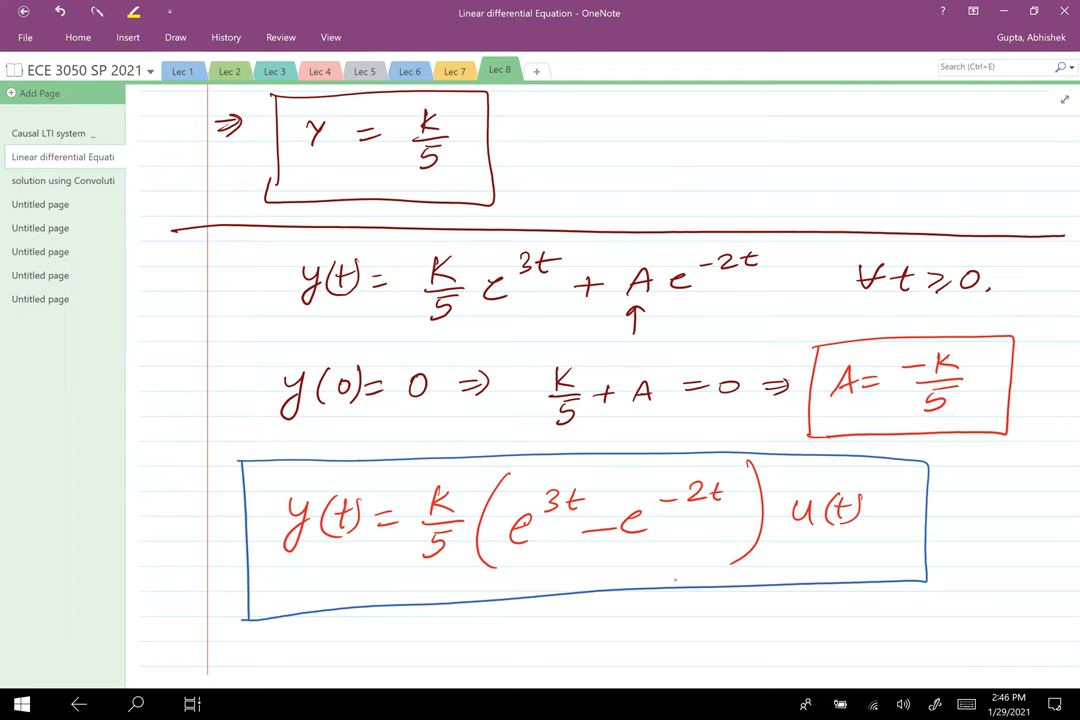 Linear differential Equation - OneNote
?
File Home Insert Draw History Review View
Gupta, Abhishek
ECE 3050 SP 2021
Lec 1 Lec 2 Lec 3 Lec 4 Lec 5 Lec 6 Lec 7 Lec 8 +
Search (Ctrl+E)
Add Page
Causal LTI system _
Linear differential Equati
solution using Convoluti
Untitled page
Untitled page
Untitled page
Untitled page
Untitled page
⇒ Y = K/5
y(t) = K/5 e^{3t} + A e^{-2t} ∀ t ≥ 0.
↑
y(0) = 0 ⇒ K/5 + A = 0 ⇒ A = -K/5
y(t) = K/5 (e^{3t} - e^{-2t}) u(t)
2:46 PM
1/29/2021